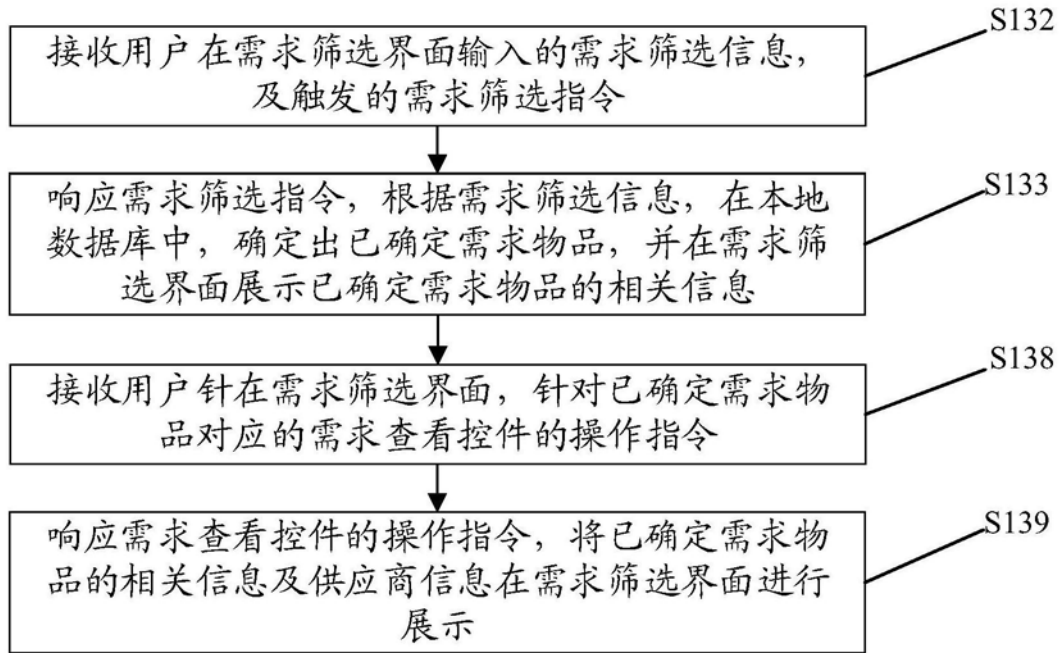 S132
接收用户在需求筛选界面输入的需求筛选信息，
及触发的需求筛选指令
S133
响应需求筛选指令，根据需求筛选信息，在本地
数据库中，确定出已确定需求物品，并在需求筛
选界面展示已确定需求物品的相关信息
S138
接收用户针在需求筛选界面，针对已确定需求物
品对应的需求查看控件的操作指令
S139
响应需求查看控件的操作指令，将已确定需求物
品的相关信息及供应商信息在需求筛选界面进行
展示